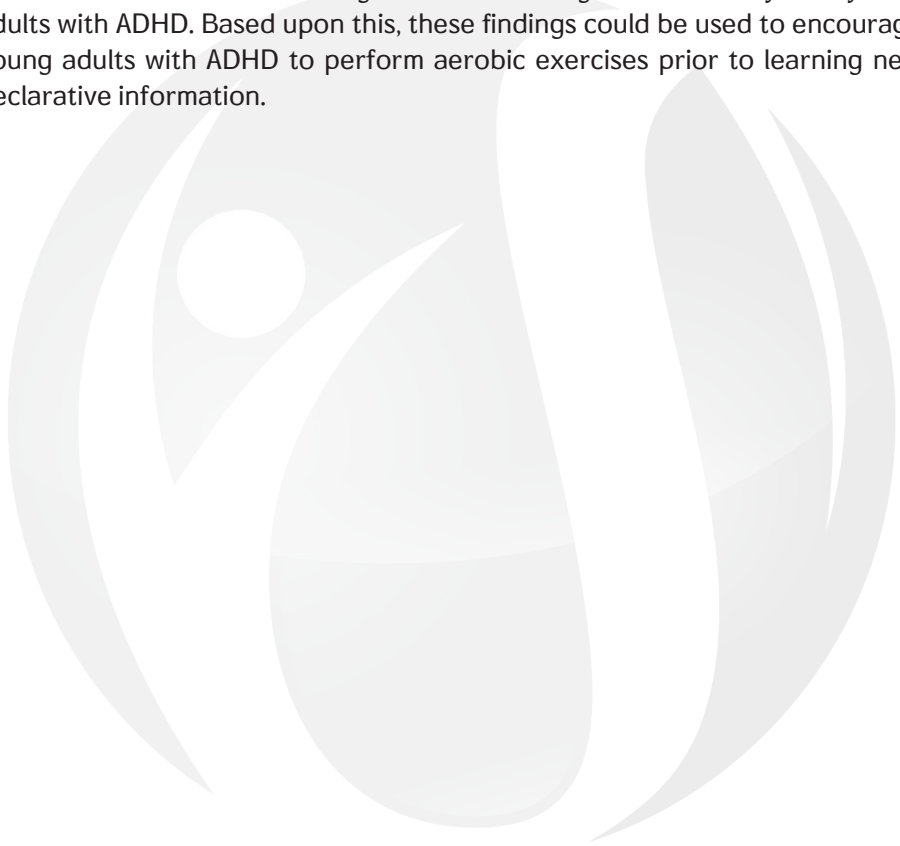 dults with ADHD. Based upon this, these findings could be used to encourag
oung adults with ADHD to perform aerobic exercises prior to learning ne
eclarative information.